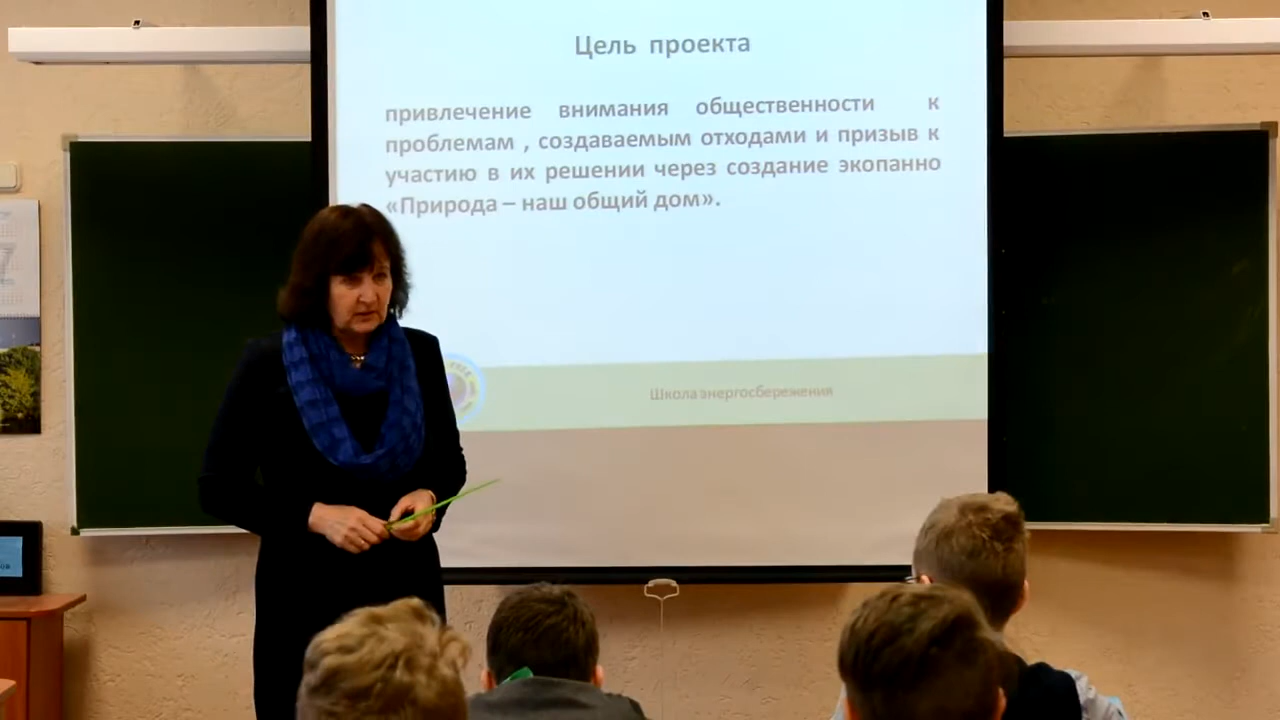 Цель проекта
привлечение внимания общественности к
проблемам , создаваемым отходами и призыв к
участию в их решении через создание экопанно
«Природа – наш общий дом».
Школа энергосбережения